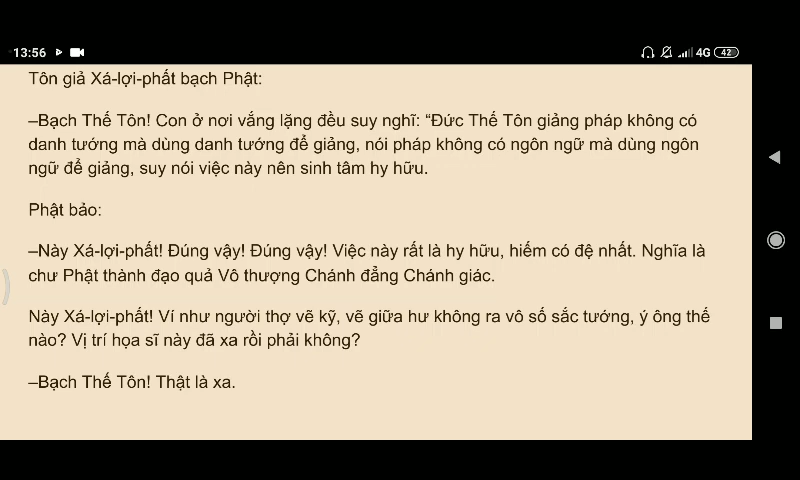 13:56
4G 42
Tôn giả Xá-lợi-phất bạch Phật:
–Bạch Thế Tôn! Con ở nơi vắng lặng đều suy nghĩ: “Đức Thế Tôn giảng pháp không có
danh tướng mà dùng danh tướng để giảng, nói pháp không có ngôn ngữ mà dùng ngôn
ngữ để giảng, suy nói việc này nên sinh tâm hy hữu.
Phật bảo:
–Này Xá-lợi-phất! Đúng vậy! Đúng vậy! Việc này rất là hy hữu, hiếm có đệ nhất. Nghĩa là
chư Phật thành đạo quả Vô thượng Chánh đẳng Chánh giác.
Này Xá-lợi-phất! Ví như người thợ vẽ kỹ, vẽ giữa hư không ra vô số sắc tướng, ý ông thế
nào? Vị trí họa sĩ này đã xa rồi phải không?
–Bạch Thế Tôn! Thật là xa.